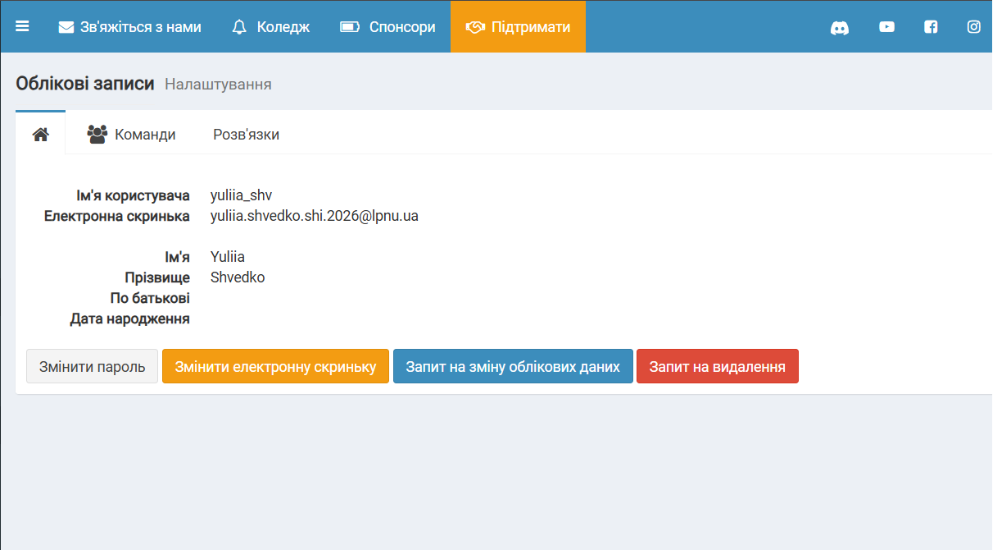 Зв'яжіться з нами Коледж Спонсори Підтримати
Облікові записи Налаштування
Команди Розв'язки
Ім'я користувача yuliia_shv
Електронна скринька yuliia.shvedko.shi.2026@lpnu.ua
Ім'я Yuliia
Прізвище Shvedko
По батькові
Дата народження
Змінити пароль Змінити електронну скриньку Запит на зміну облікових даних Запит на видалення